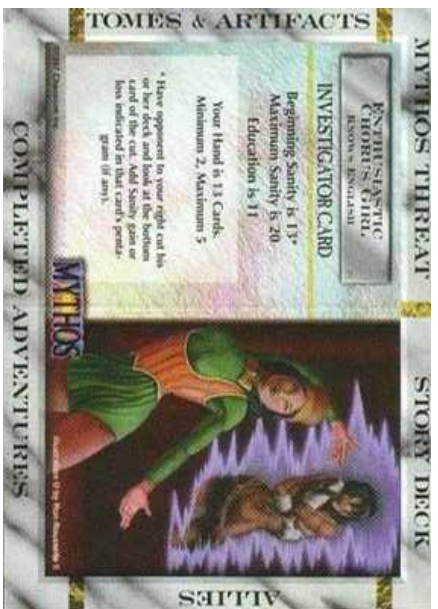 MYTHOS THREAT
STORY DECK
TOMES & ARTIFACTS
ENTHUSIASTIC
CHORUS GIRL
KNOWS ENGLISH
INVESTIGATOR CARD
Beginning Sanity is 13*
Maximum Sanity is 20
Education is 11
Your Hand is 13 Cards.
Minimum 2, Maximum 5
* Have opponent to your right cut his
or her deck and look at the bottom
card of the cut. Add Sanity gain or
loss indicated in that card's penta-
gram (if any).
MYTHOS
ALLIES
COMPLETED ADVENTURES